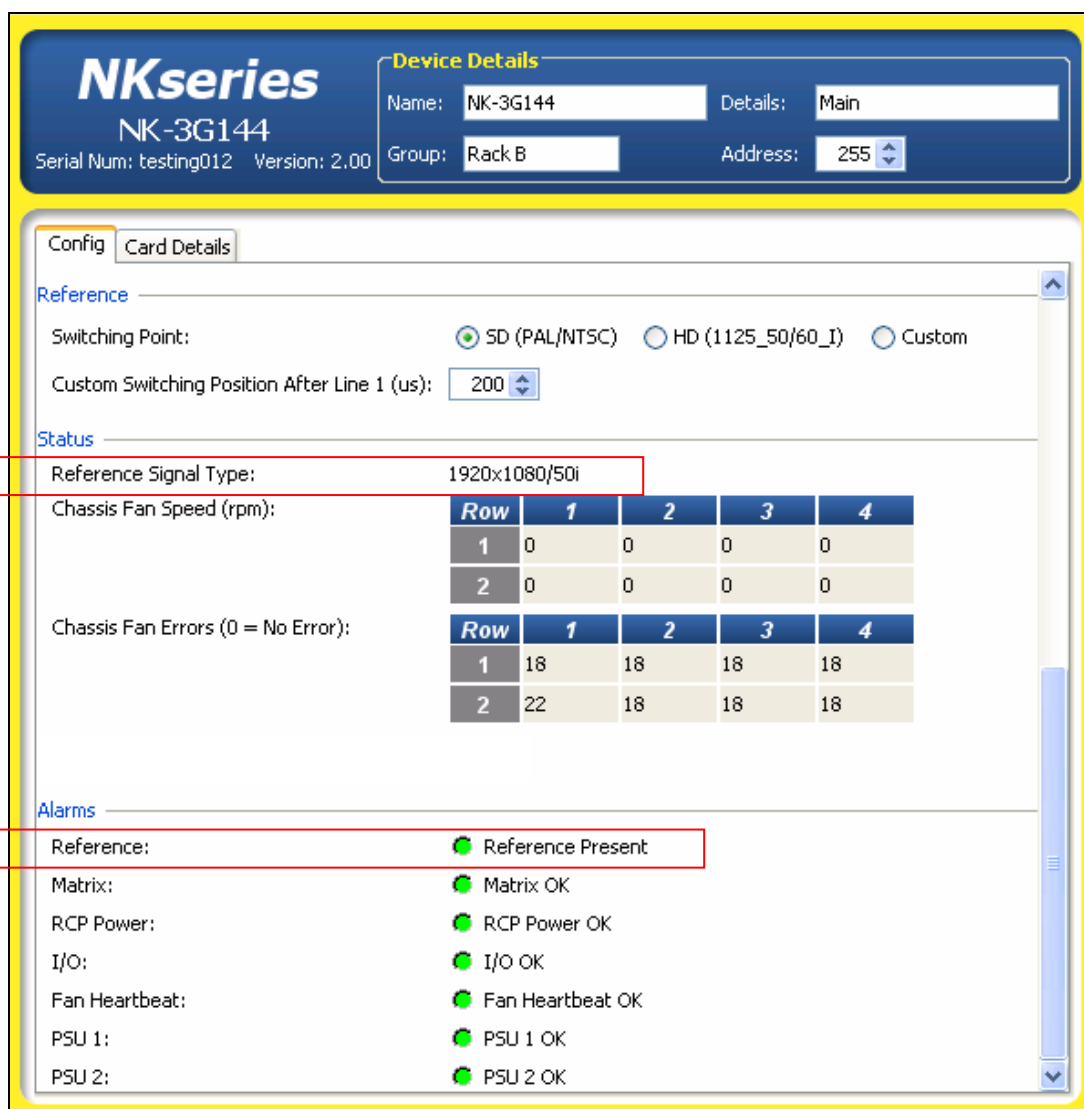 NKseries
NK-3G144
Serial Num: testing012 Version: 2.00
Device Details
Name: NK-3G144 Details: Main
Group: Rack B Address: 255
Config Card Details
Reference
Switching Point: SD (PAL/NTSC) HD (1125_50/60_I) Custom
Custom Switching Position After Line 1 (us): 200
Status
Reference Signal Type: 1920x1080/50i
Chassis Fan Speed (rpm):
Row 1 2 3 4
1 0 0 0 0
2 0 0 0 0
Chassis Fan Errors (0 = No Error):
Row 1 2 3 4
1 18 18 18 18
2 22 18 18 18
Alarms
Reference: Reference Present
Matrix: Matrix OK
RCP Power: RCP Power OK
I/O: I/O OK
Fan Heartbeat: Fan Heartbeat OK
PSU 1: PSU 1 OK
PSU 2: PSU 2 OK